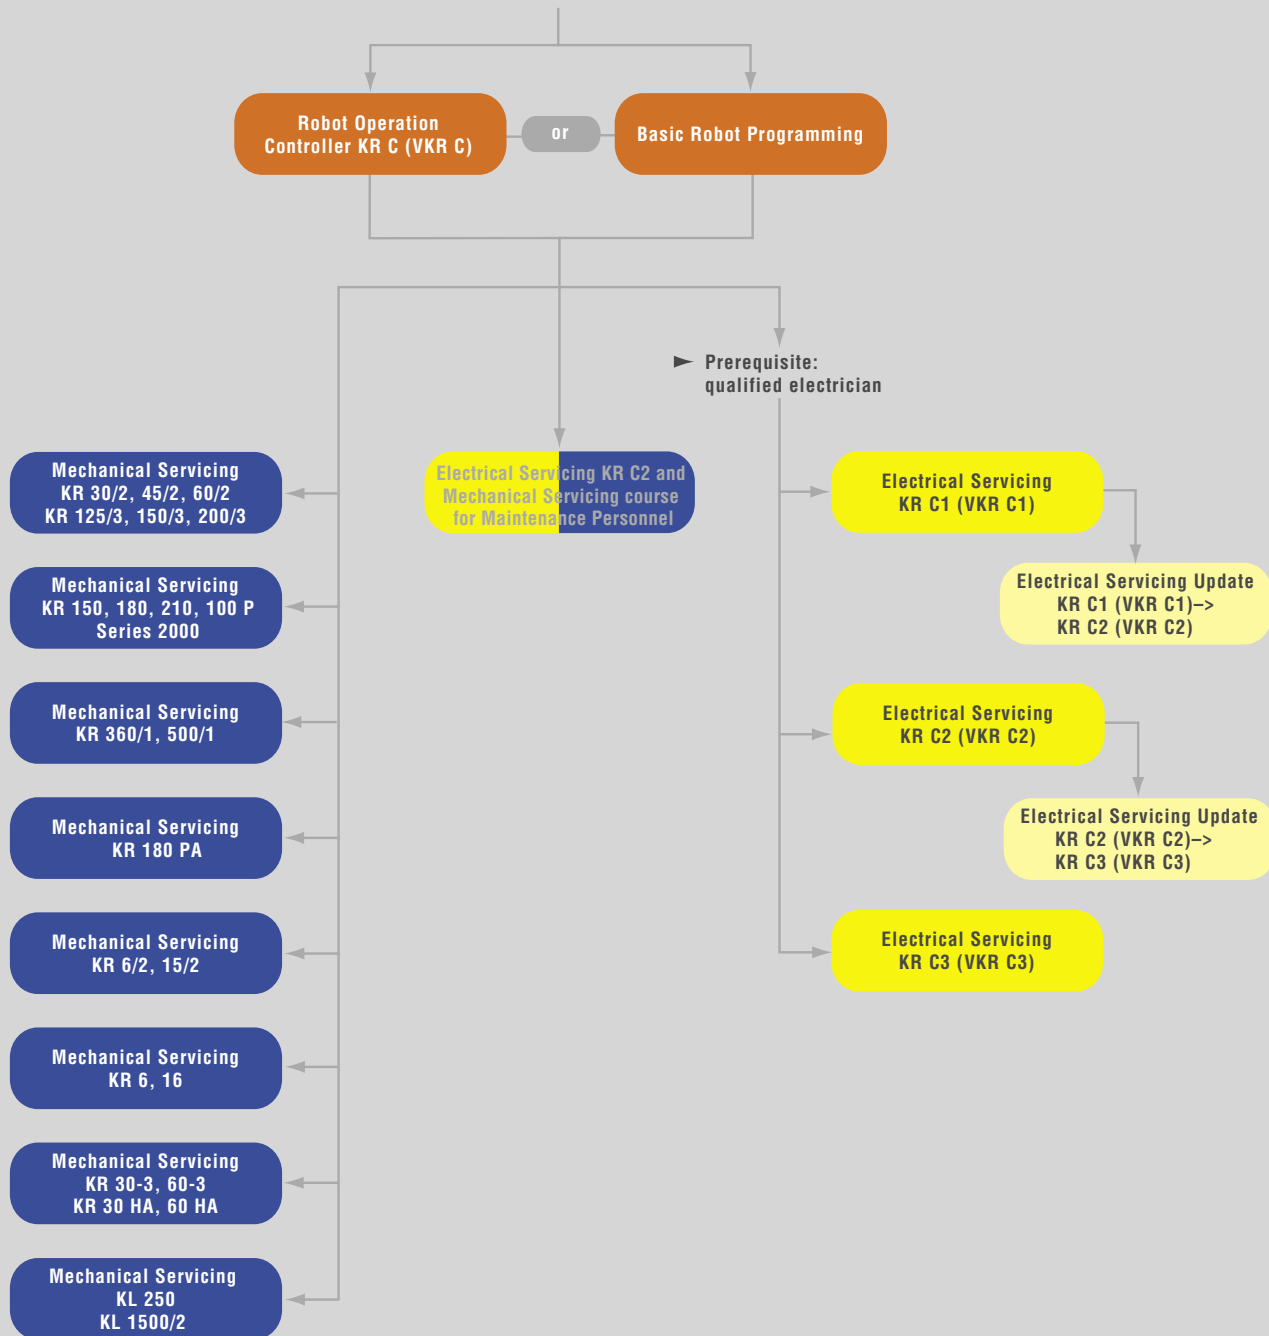 Robot Operation
Controller KR C (VKR C)
or
Basic Robot Programming
► Prerequisite:
qualified electrician
Mechanical Servicing
KR 30/2, 45/2, 60/2
KR 125/3, 150/3, 200/3
Electrical Servicing KR C2 and
Mechanical Servicing course
for Maintenance Personnel
Electrical Servicing
KR C1 (VKR C1)
Electrical Servicing Update
KR C1 (VKR C1)–>
KR C2 (VKR C2)
Mechanical Servicing
KR 150, 180, 210, 100 P
Series 2000
Mechanical Servicing
KR 360/1, 500/1
Electrical Servicing
KR C2 (VKR C2)
Electrical Servicing Update
KR C2 (VKR C2)–>
KR C3 (VKR C3)
Mechanical Servicing
KR 180 PA
Mechanical Servicing
KR 6/2, 15/2
Electrical Servicing
KR C3 (VKR C3)
Mechanical Servicing
KR 6, 16
Mechanical Servicing
KR 30-3, 60-3
KR 30 HA, 60 HA
Mechanical Servicing
KL 250
KL 1500/2